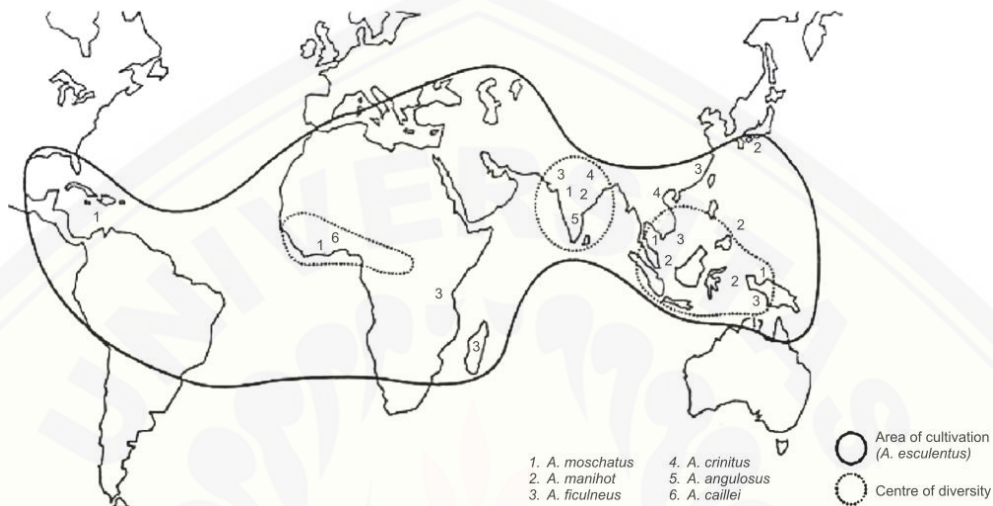 2
3 4 3
1 2 4
1 5 2
1 6 1 3
2
1
2
3 3
3
1. A. moschatus
2. A. manihot
3. A. ficulneus
4. A. crinitus
5. A. angulosus
6. A. caillei
Area of cultivation
(A. esculentus)
Centre of diversity
UNIVERSITAS